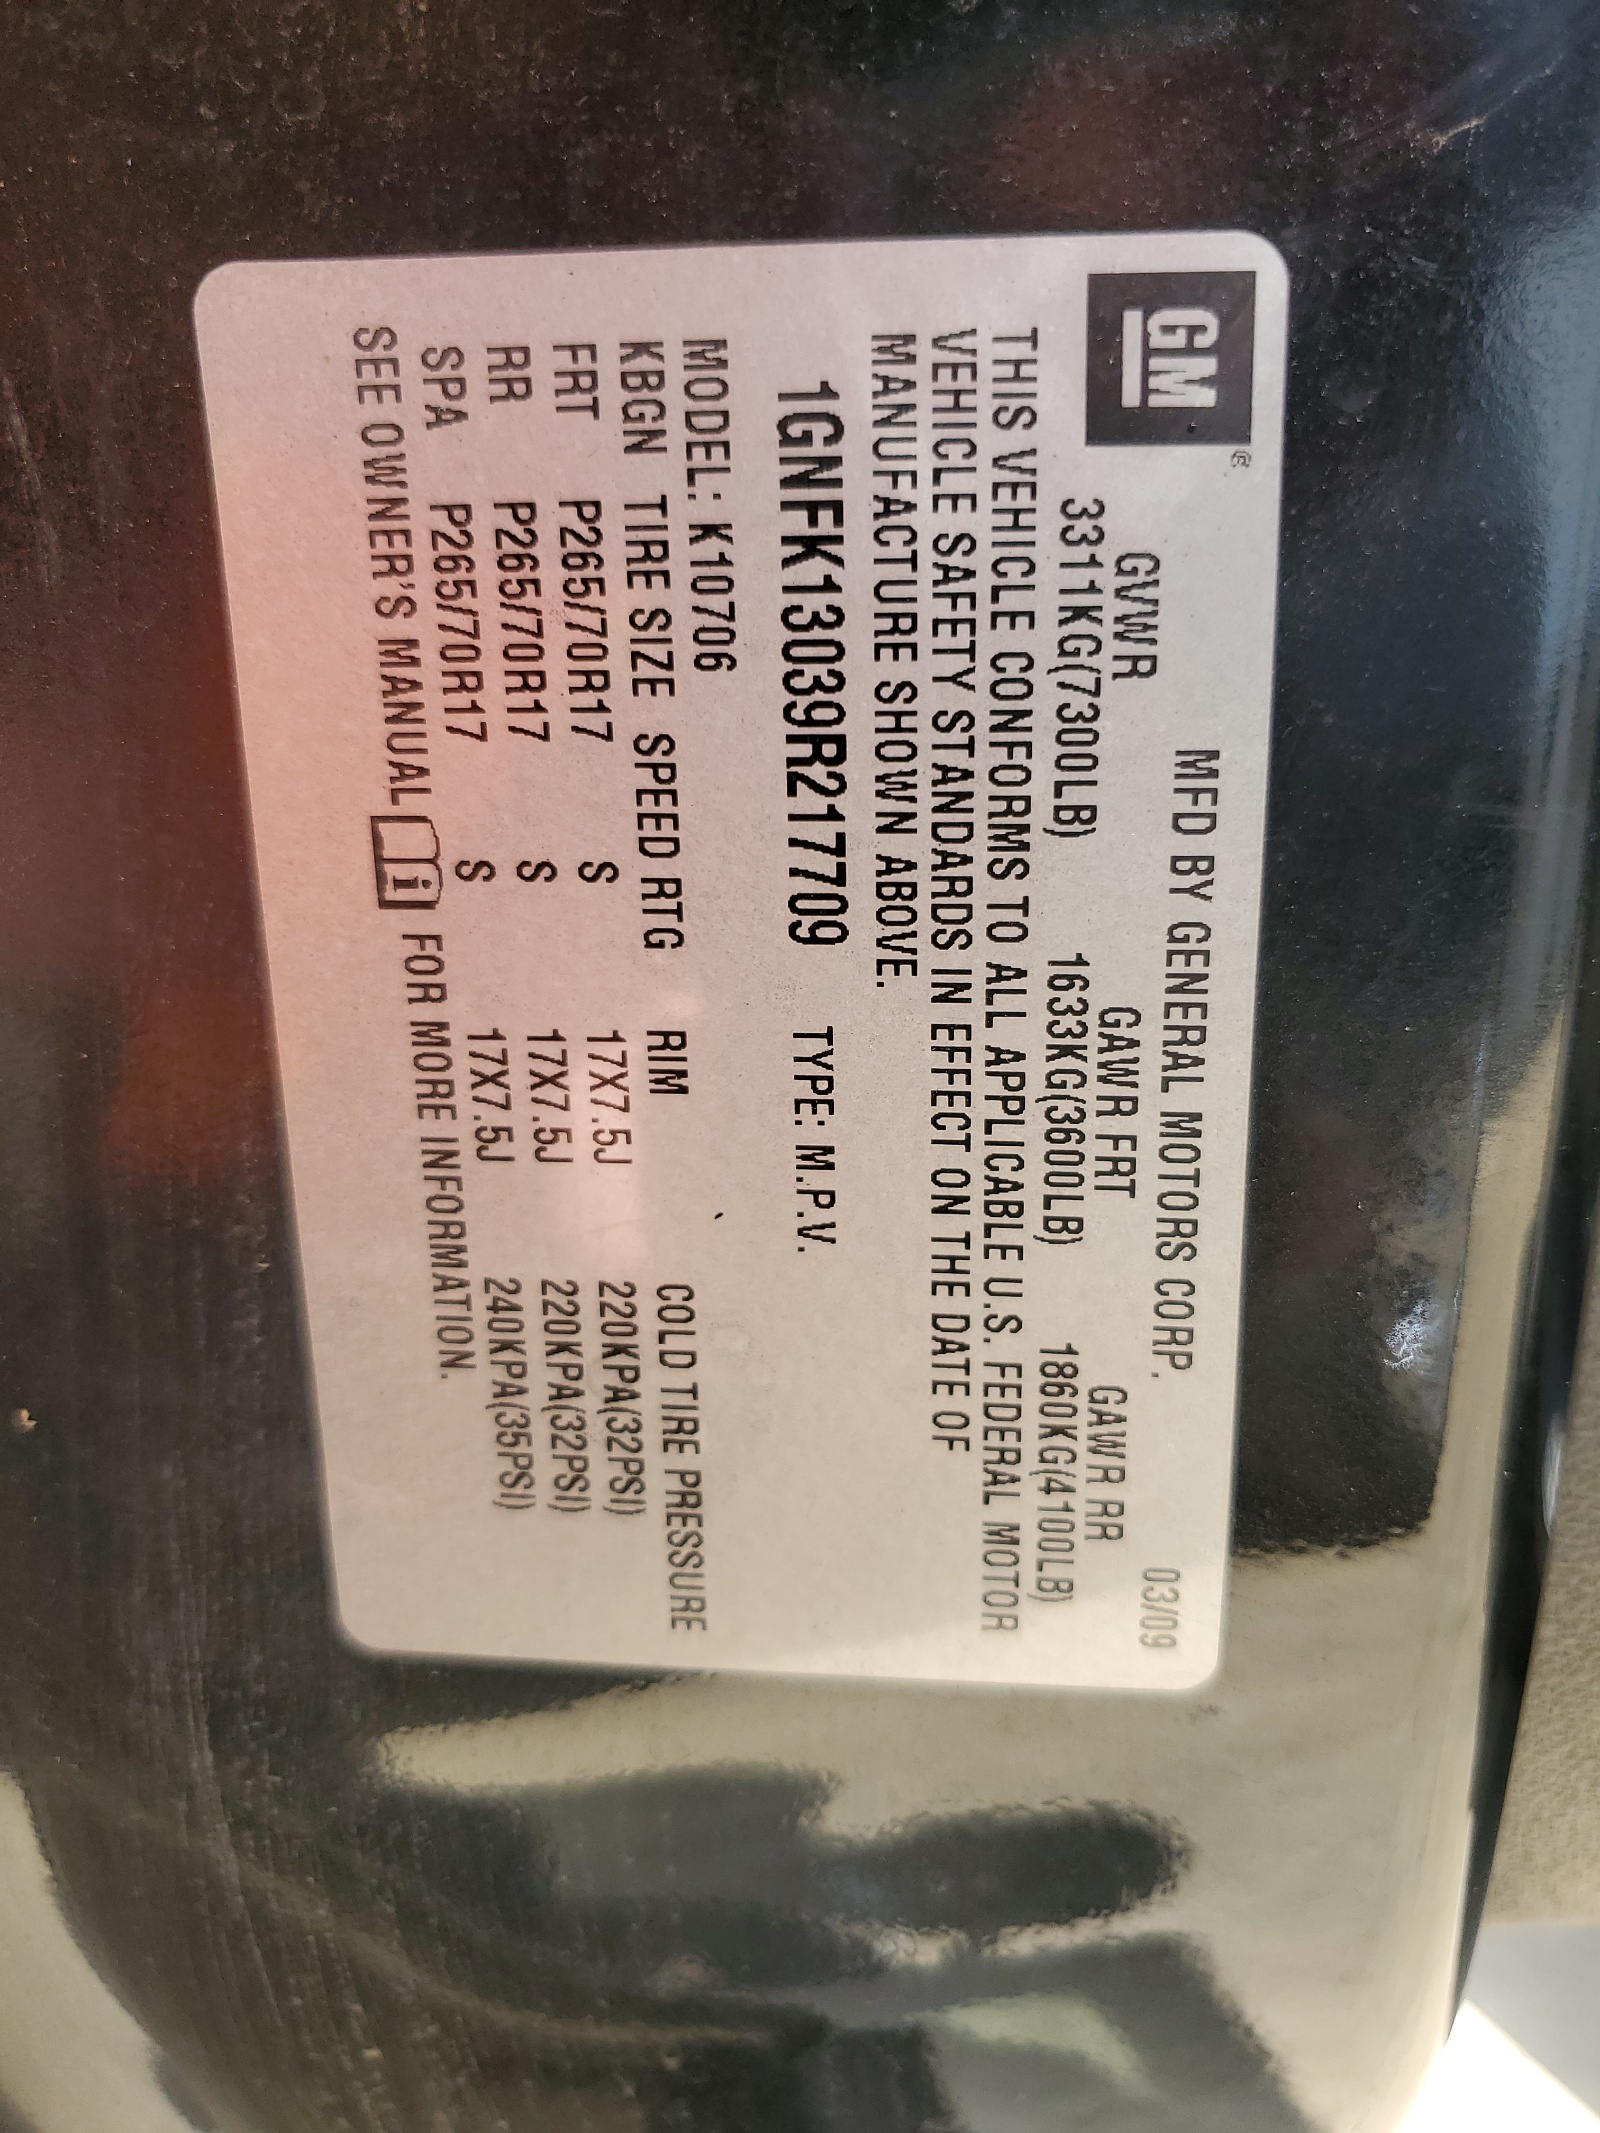 GM ©
MFD BY GENERAL MOTORS CORP. 03/09
GVWR GAWR FRT GAWR RR
3311KG(7300LB) 1633KG(3600LB) 1860KG(4100LB)
THIS VEHICLE CONFORMS TO ALL APPLICABLE U.S. FEDERAL MOTOR
VEHICLE SAFETY STANDARDS IN EFFECT ON THE DATE OF
MANUFACTURE SHOWN ABOVE.
1GNFK13039R217709 TYPE: M.P.V.
MODEL: K10706
KBGN TIRE SIZE SPEED RTG RIM COLD TIRE PRESSURE
FRT P265/70R17 S 17X7.5J 220KPA(32PSI)
RR P265/70R17 S 17X7.5J 220KPA(32PSI)
SPA P265/70R17 S 17X7.5J 240KPA(35PSI)
SEE OWNER'S MANUAL i FOR MORE INFORMATION.